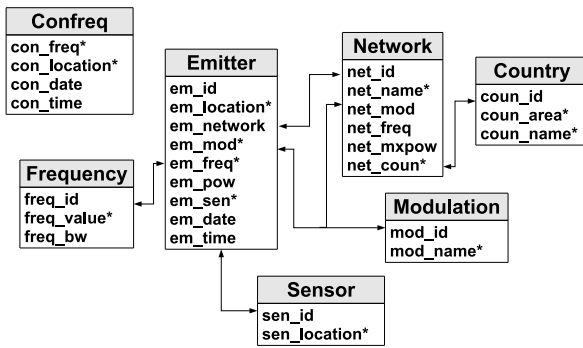 Confreq
con_freq*
con_location*
con_date
con_time
Emitter
em_id
em_location*
em_network
em_mod*
em_freq*
em_pow
em_sen*
em_date
em_time
Network
net_id
net_name*
net_mod
net_freq
net_mxpow
net_coun*
Country
coun_id
coun_area*
coun_name*
Frequency
freq_id
freq_value*
freq_bw
Modulation
mod_id
mod_name*
Sensor
sen_id
sen_location*